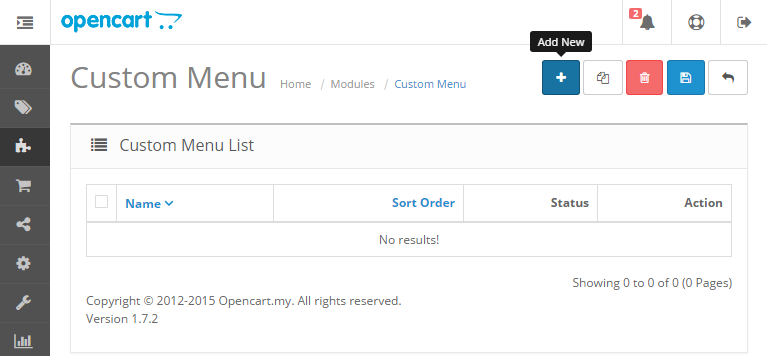 opencart
2
Add New
Custom Menu
Home / Modules / Custom Menu
Custom Menu List
Name Sort Order Status Action
No results!
Showing 0 to 0 of 0 (0 Pages)
Copyright © 2012-2015 Opencart.my. All rights reserved.
Version 1.7.2